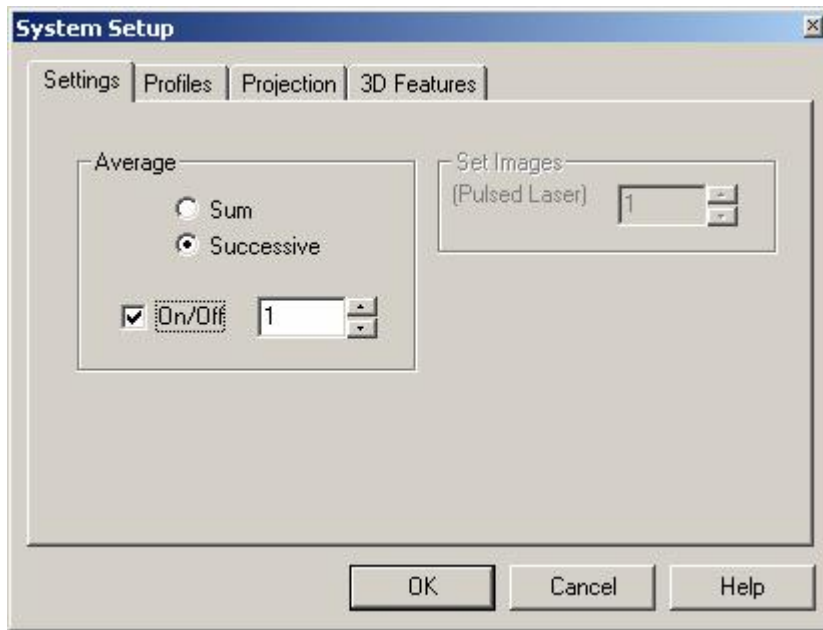 System Setup
Settings Profiles Projection 3D Features
Average
Sum
Successive
On/Off 1
Set Images
(Pulsed Laser) 1
OK Cancel Help